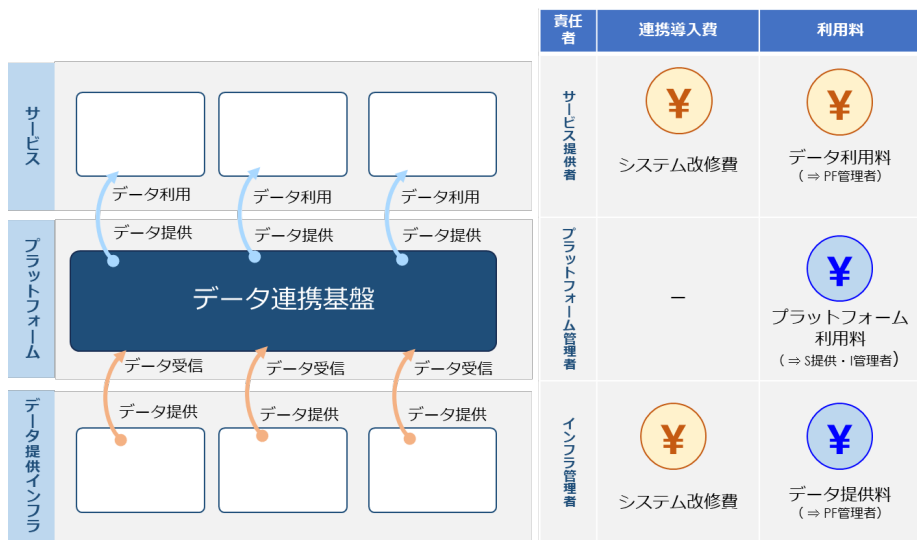 責任
者
連携導入費
利用料
サービス
データ利用
データ利用
データ利用
サービス提供者
¥
システム改修費
¥
データ利用料
(⇒PF管理者)
プラットフォーム
データ提供
データ提供
データ提供
データ連携基盤
データ受信
データ受信
データ受信
プラットフォーム管理者
－
¥
プラットフォーム
利用料
(⇒S提供・I管理者)
データ提供インフラ
データ提供
データ提供
データ提供
インフラ管理者
¥
システム改修費
¥
データ提供料
(⇒PF管理者)